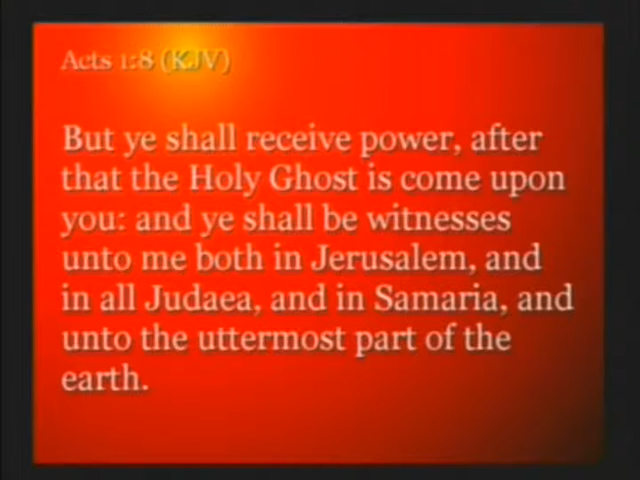 Acts 1:8 (KJV)
But ye shall receive power, after
that the Holy Ghost is come upon
you: and ye shall be witnesses
unto me both in Jerusalem, and
in all Judaea, and in Samaria, and
unto the uttermost part of the
earth.